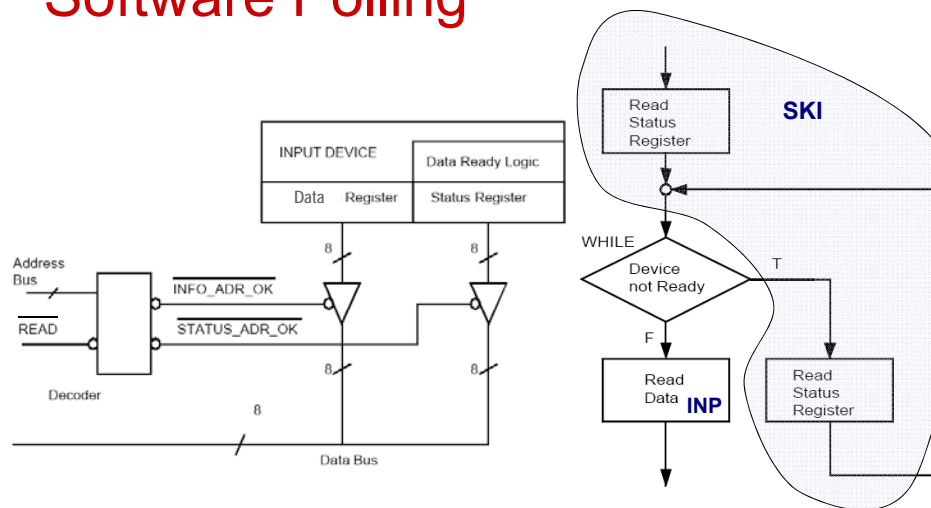 Software Polling
INPUT DEVICE
Data Ready Logic
Data Register
Status Register
8
8
Address
Bus
INFO_ADR_OK
READ
STATUS_ADR_OK
8
8
Decoder
8
Data Bus
Read
Status
Register
SKI
WHILE
Device
not Ready
T
F
Read
Data
INP
Read
Status
Register